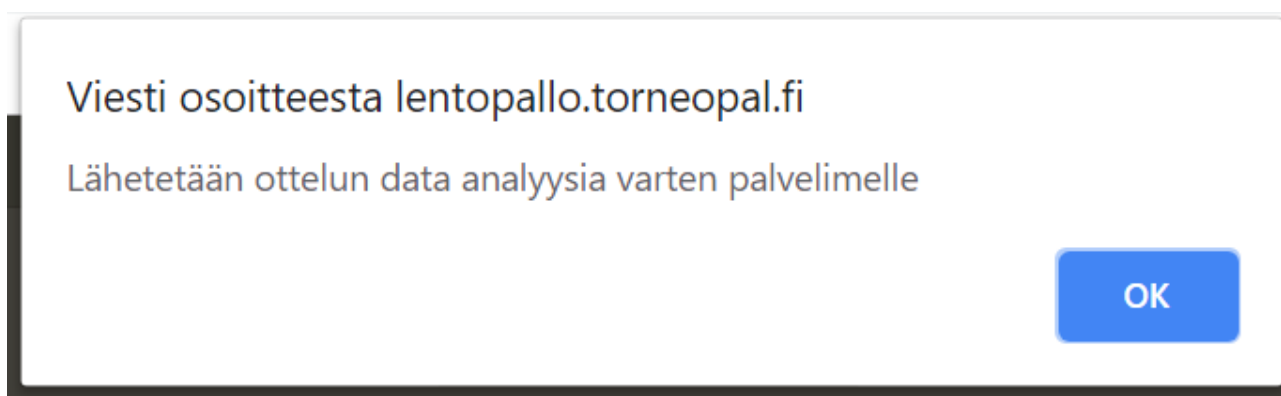 Viesti osoitteesta lentopallo.torneopal.fi
Lähetetään ottelun data analyysia varten palvelimelle
OK